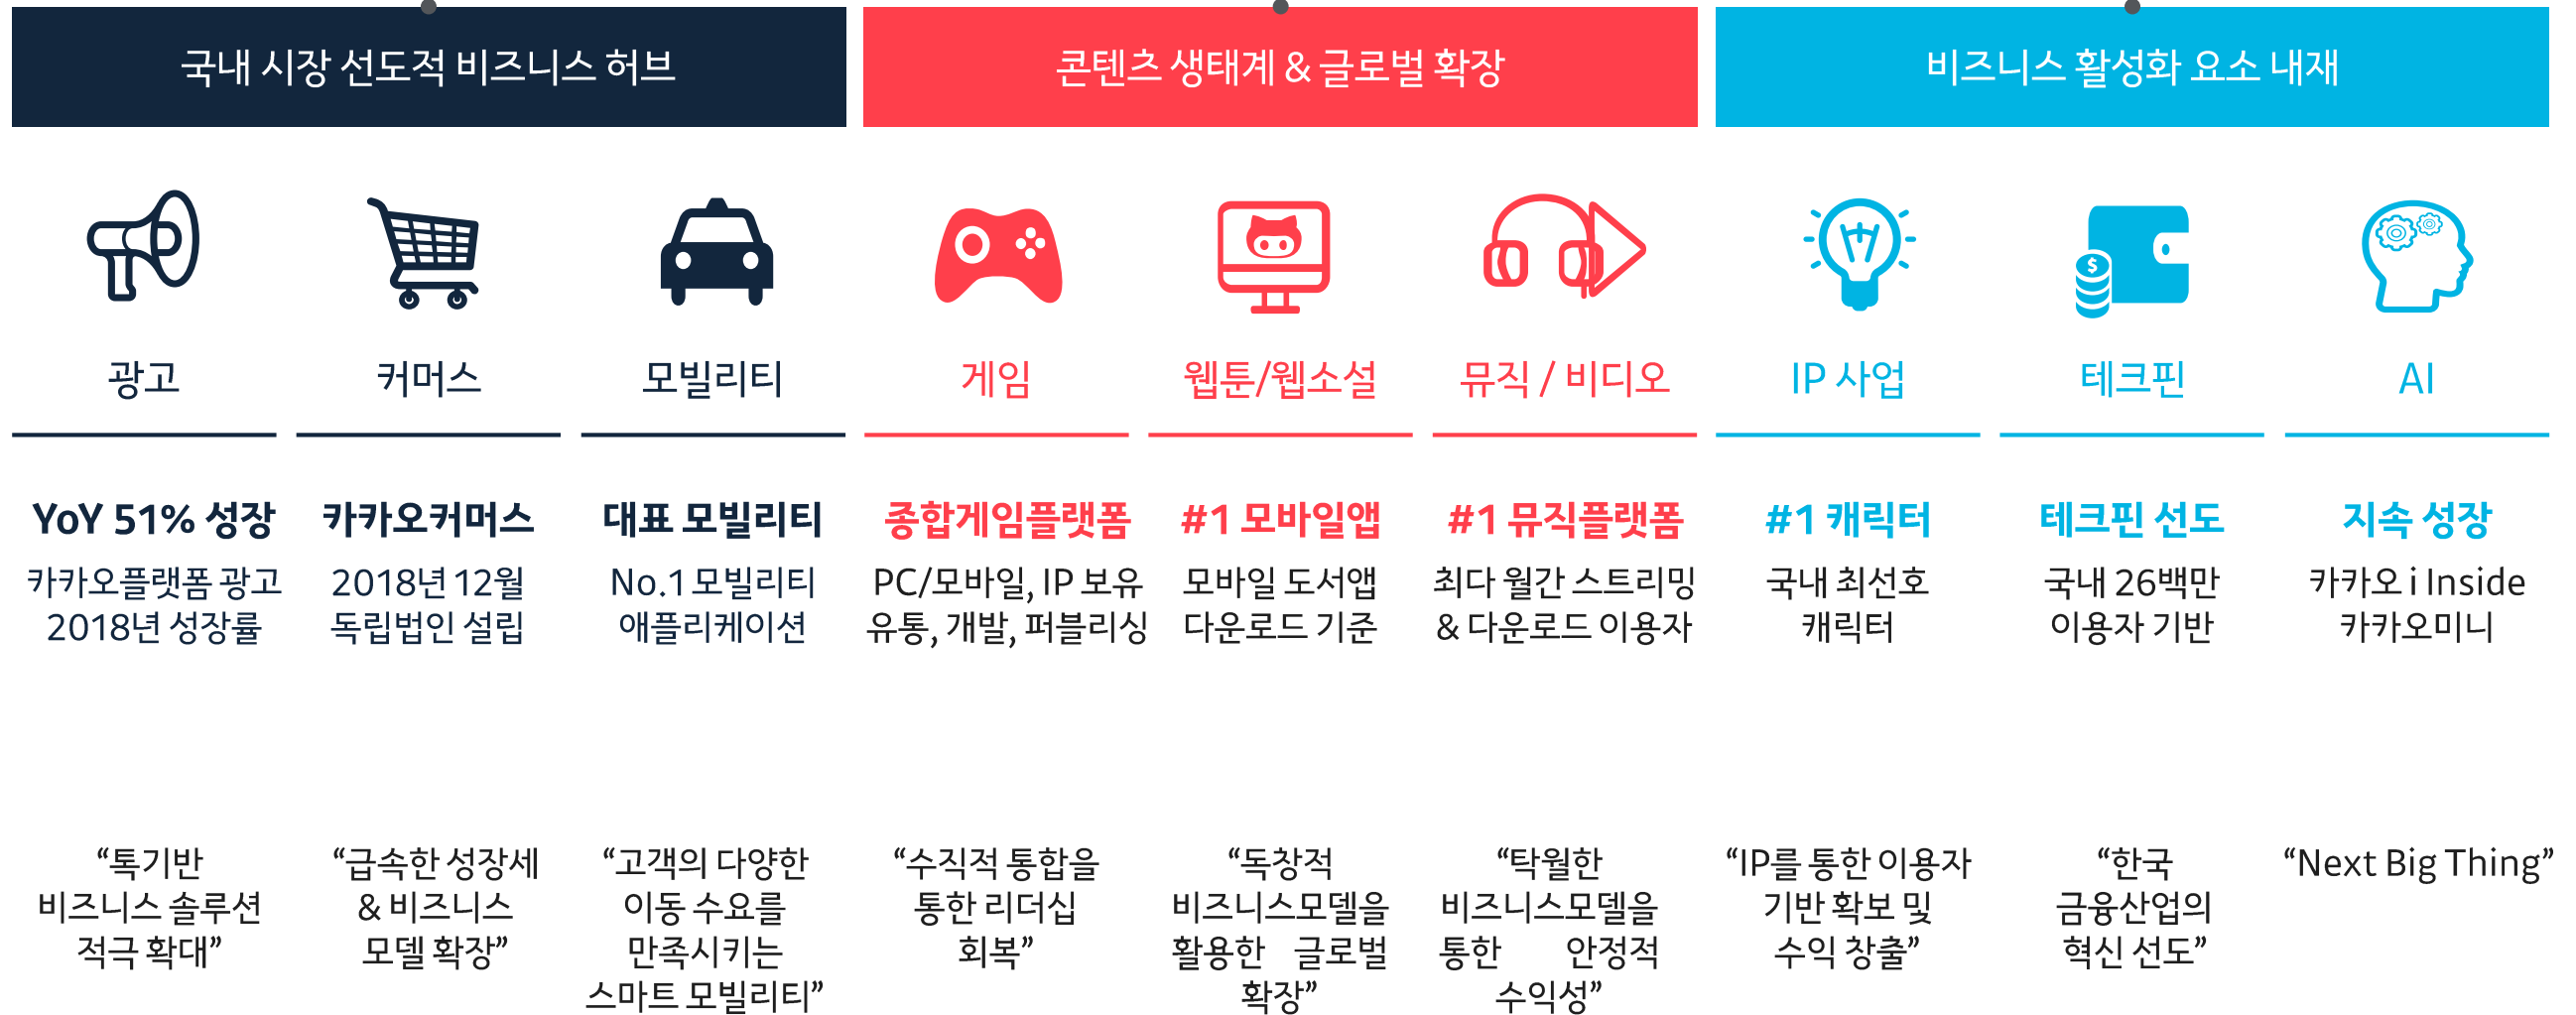 국내 시장 선도적 비즈니스 허브
콘텐츠 생태계 & 글로벌 확장
비즈니스 활성화 요소 내재
광고
커머스
모빌리티
게임
웹툰/웹소설
뮤직 / 비디오
IP 사업
테크핀
AI
YoY 51% 성장
카카오플랫폼 광고
2018년 성장률
카카오커머스
2018년 12월
독립법인 설립
대표 모빌리티
No.1 모빌리티
애플리케이션
종합게임플랫폼
PC/모바일, IP 보유
유통, 개발, 퍼블리싱
#1 모바일앱
모바일 도서앱
다운로드 기준
#1 뮤직플랫폼
최다 월간 스트리밍
& 다운로드 이용자
#1 캐릭터
국내 최선호
캐릭터
테크핀 선도
국내 26백만
이용자 기반
지속 성장
카카오 i Inside
카카오미니
“톡기반
비즈니스 솔루션
적극 확대”
“급속한 성장세
& 비즈니스
모델 확장”
“고객의 다양한
이동 수요를
만족시키는
스마트 모빌리티”
“수직적 통합을
통한 리더십
회복”
“독창적
비즈니스모델을
활용한 글로벌
확장”
“탁월한
비즈니스모델을
통한 안정적
수익성”
“IP를 통한 이용자
기반 확보 및
수익 창출”
“한국
금융산업의
혁신 선도”
“Next Big Thing”